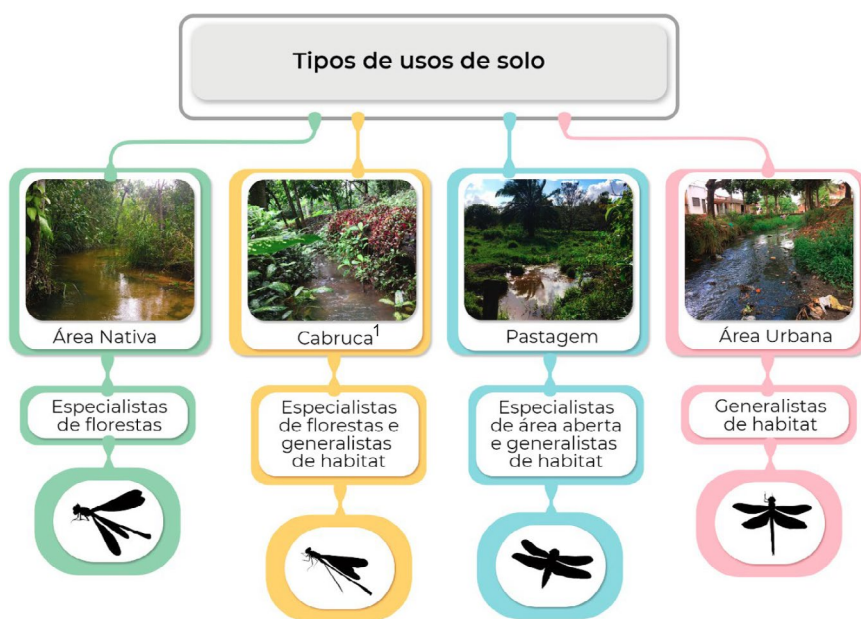 Tipos de usos de solo
Área Nativa
Cabruca¹
Pastagem
Área Urbana
Especialistas
de florestas
Especialistas
de florestas e
generalistas
de habitat
Especialistas
de área aberta
e generalistas
de habitat
Generalistas
de habitat